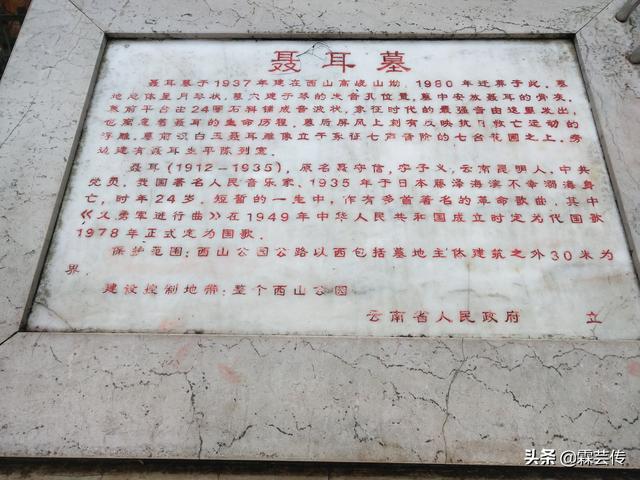 聂耳墓
聂耳墓于1937年建在西山高峣山坳，1980年迁葬于此。墓
地总体呈月琴状，墓穴建于琴的发音孔位置，墓中安放聂耳的骨灰。
墓前平台由24图石料铺成音波状，象征时代的最强音由这里发出，
也寓意着聂耳的生命历程。墓后屏风上刻有反映抗日救亡运动的
浮雕。墓前汉白玉聂耳雕像立于象征七声音阶的七台花圃之上，旁
边建有聂耳生平陈列室。
聂耳（1912—1935），原名聂守信，字子义，云南昆明人，中共
党员。我国著名人民音乐家，1935年于日本藤泽海滨不幸溺海身
亡，时年24岁。短暂的一生中，作有多首著名的革命歌曲，其中
《义勇军进行曲》在1949年中华人民共和国成立时定为代国歌
1978年正式定为国歌。
保护范围：西山公园公路以西包括墓地主体建筑之外30米为
界
建设控制地带：整个西山公园
云南省人民政府 立
头条 @霖芸传